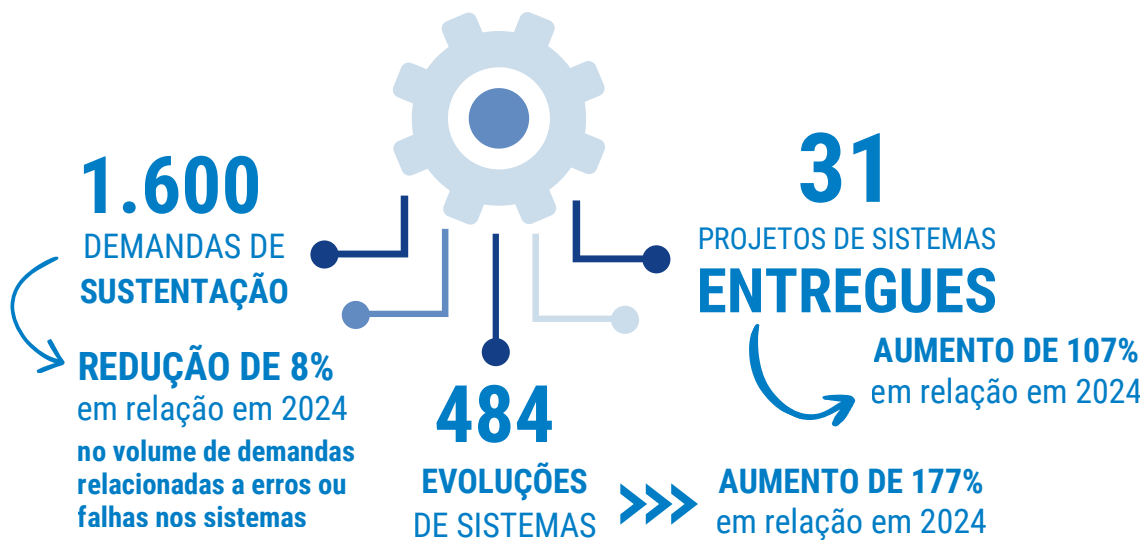 1.600
DEMANDAS DE
SUSTENTAÇÃO
REDUÇÃO DE 8%
em relação em 2024
no volume de demandas
relacionadas a erros ou
falhas nos sistemas
484
EVOLUÇÕES
DE SISTEMAS
AUMENTO DE 177%
em relação em 2024
31
PROJETOS DE SISTEMAS
ENTREGUES
AUMENTO DE 107%
em relação em 2024